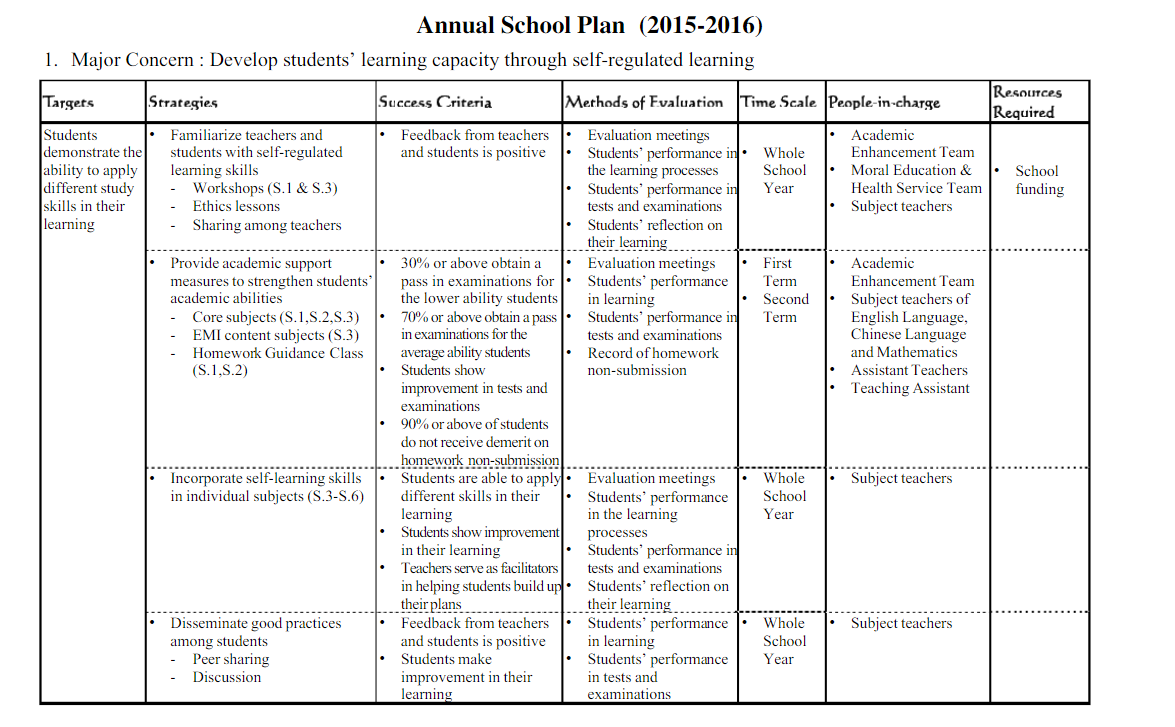 Annual School Plan (2015-2016)
1. Major Concern : Develop students' learning capacity through self-regulated learning
Targets
Strategies
Success Criteria
Methods of Evaluation
Time Scale
People-in-charge
Resources
Required
Students
demonstrate the
ability to apply
different study
skills in their
learning
• Familiarize teachers and
students with self-regulated
learning skills
- Workshops (S.1 & S.3)
- Ethics lessons
- Sharing among teachers
• Feedback from teachers
and students is positive
• Evaluation meetings
• Students' performance in
the learning processes
• Students' performance in
tests and examinations
• Students' reflection on
their learning
• Whole
School
Year
• Academic
Enhancement Team
• Moral Education &
Health Service Team
• Subject teachers
• School
funding
• Provide academic support
measures to strengthen students'
academic abilities
- Core subjects (S.1,S.2,S.3)
- EMI content subjects (S.3)
- Homework Guidance Class
(S.1,S.2)
• 30% or above obtain a
pass in examinations for
the lower ability students
• 70% or above obtain a pass
in examinations for the
average ability students
• Students show
improvement in tests and
examinations
• 90% or above of students
do not receive demerit on
homework non-submission
• Evaluation meetings
• Students' performance
in learning
• Students' performance in
tests and examinations
• Record of homework
non-submission
• First
Term
• Second
Term
• Academic
Enhancement Team
• Subject teachers of
English Language,
Chinese Language
and Mathematics
• Assistant Teachers
• Teaching Assistant
• Incorporate self-learning skills
in individual subjects (S.3-S.6)
• Students are able to apply
different skills in their
learning
• Students show improvement
in their learning
• Teachers serve as facilitators
in helping students build up
their plans
• Evaluation meetings
• Students' performance
in the learning
processes
• Students' performance in
tests and examinations
• Students' reflection on
their learning
• Whole
School
Year
• Subject teachers
• Disseminate good practices
among students
- Peer sharing
- Discussion
• Feedback from teachers
and students is positive
• Students make
improvement in their
learning
• Students' performance
in learning
• Students' performance
in tests and
examinations
• Whole
School
Year
• Subject teachers